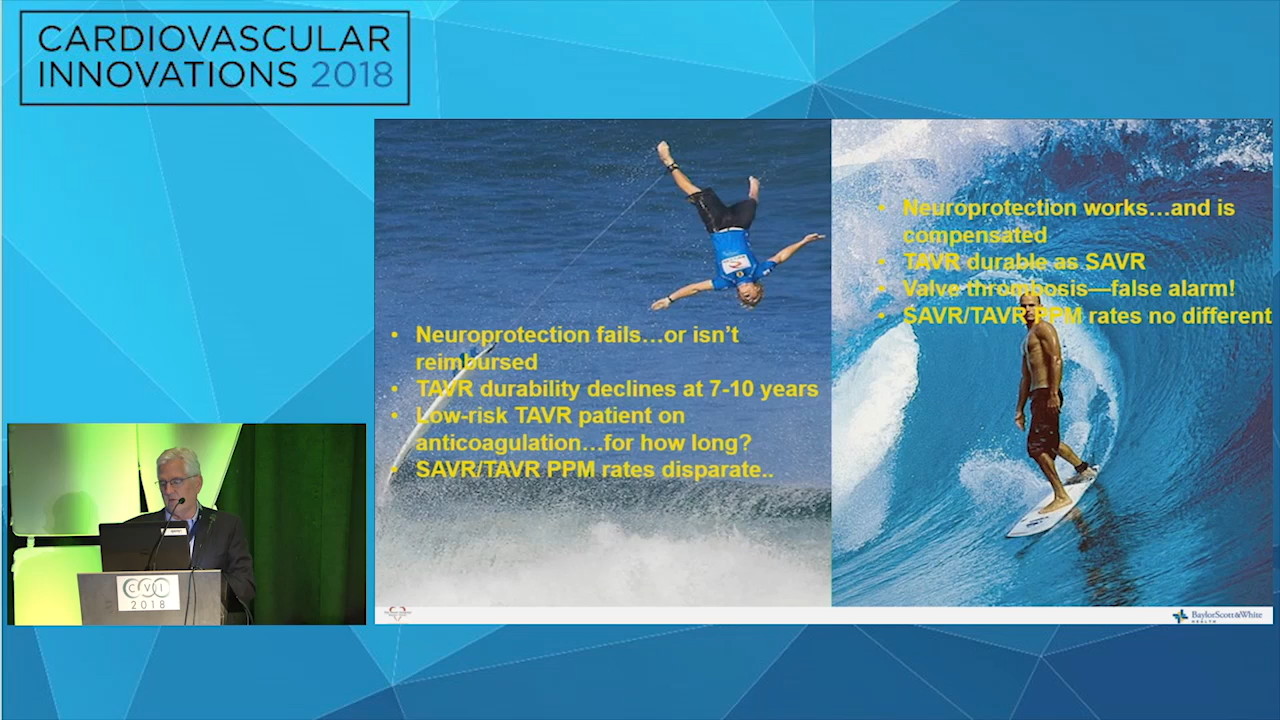 CARDIOVASCULAR
INNOVATIONS 2018
• Neuroprotection fails…or isn't
reimbursed
• TAVR durability declines at 7-10 years
• Low-risk TAVR patient on
anticoagulation…for how long?
• SAVR/TAVR PPM rates disparate..
• Neuroprotection works…and is
compensated
• TAVR durable as SAVR
• Valve thrombosis—false alarm!
• SAVR/TAVR PPM rates no different
CVI
2018
BaylorScott&White
HEALTH